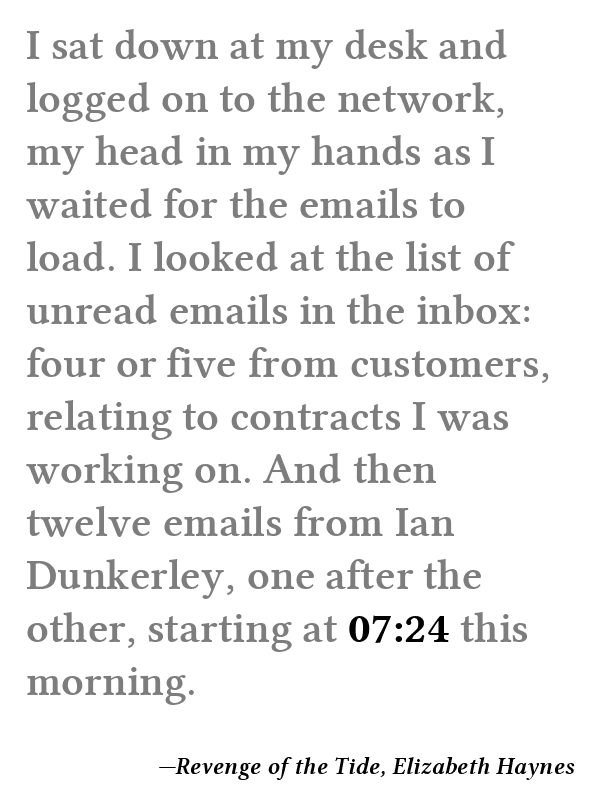 I sat down at my desk and
logged on to the network,
my head in my hands as I
waited for the emails to
load. I looked at the list of
unread emails in the inbox:
four or five from customers,
relating to contracts I was
working on. And then
twelve emails from Ian
Dunkerley, one after the
other, starting at 07:24 this
morning.
—Revenge of the Tide, Elizabeth Haynes